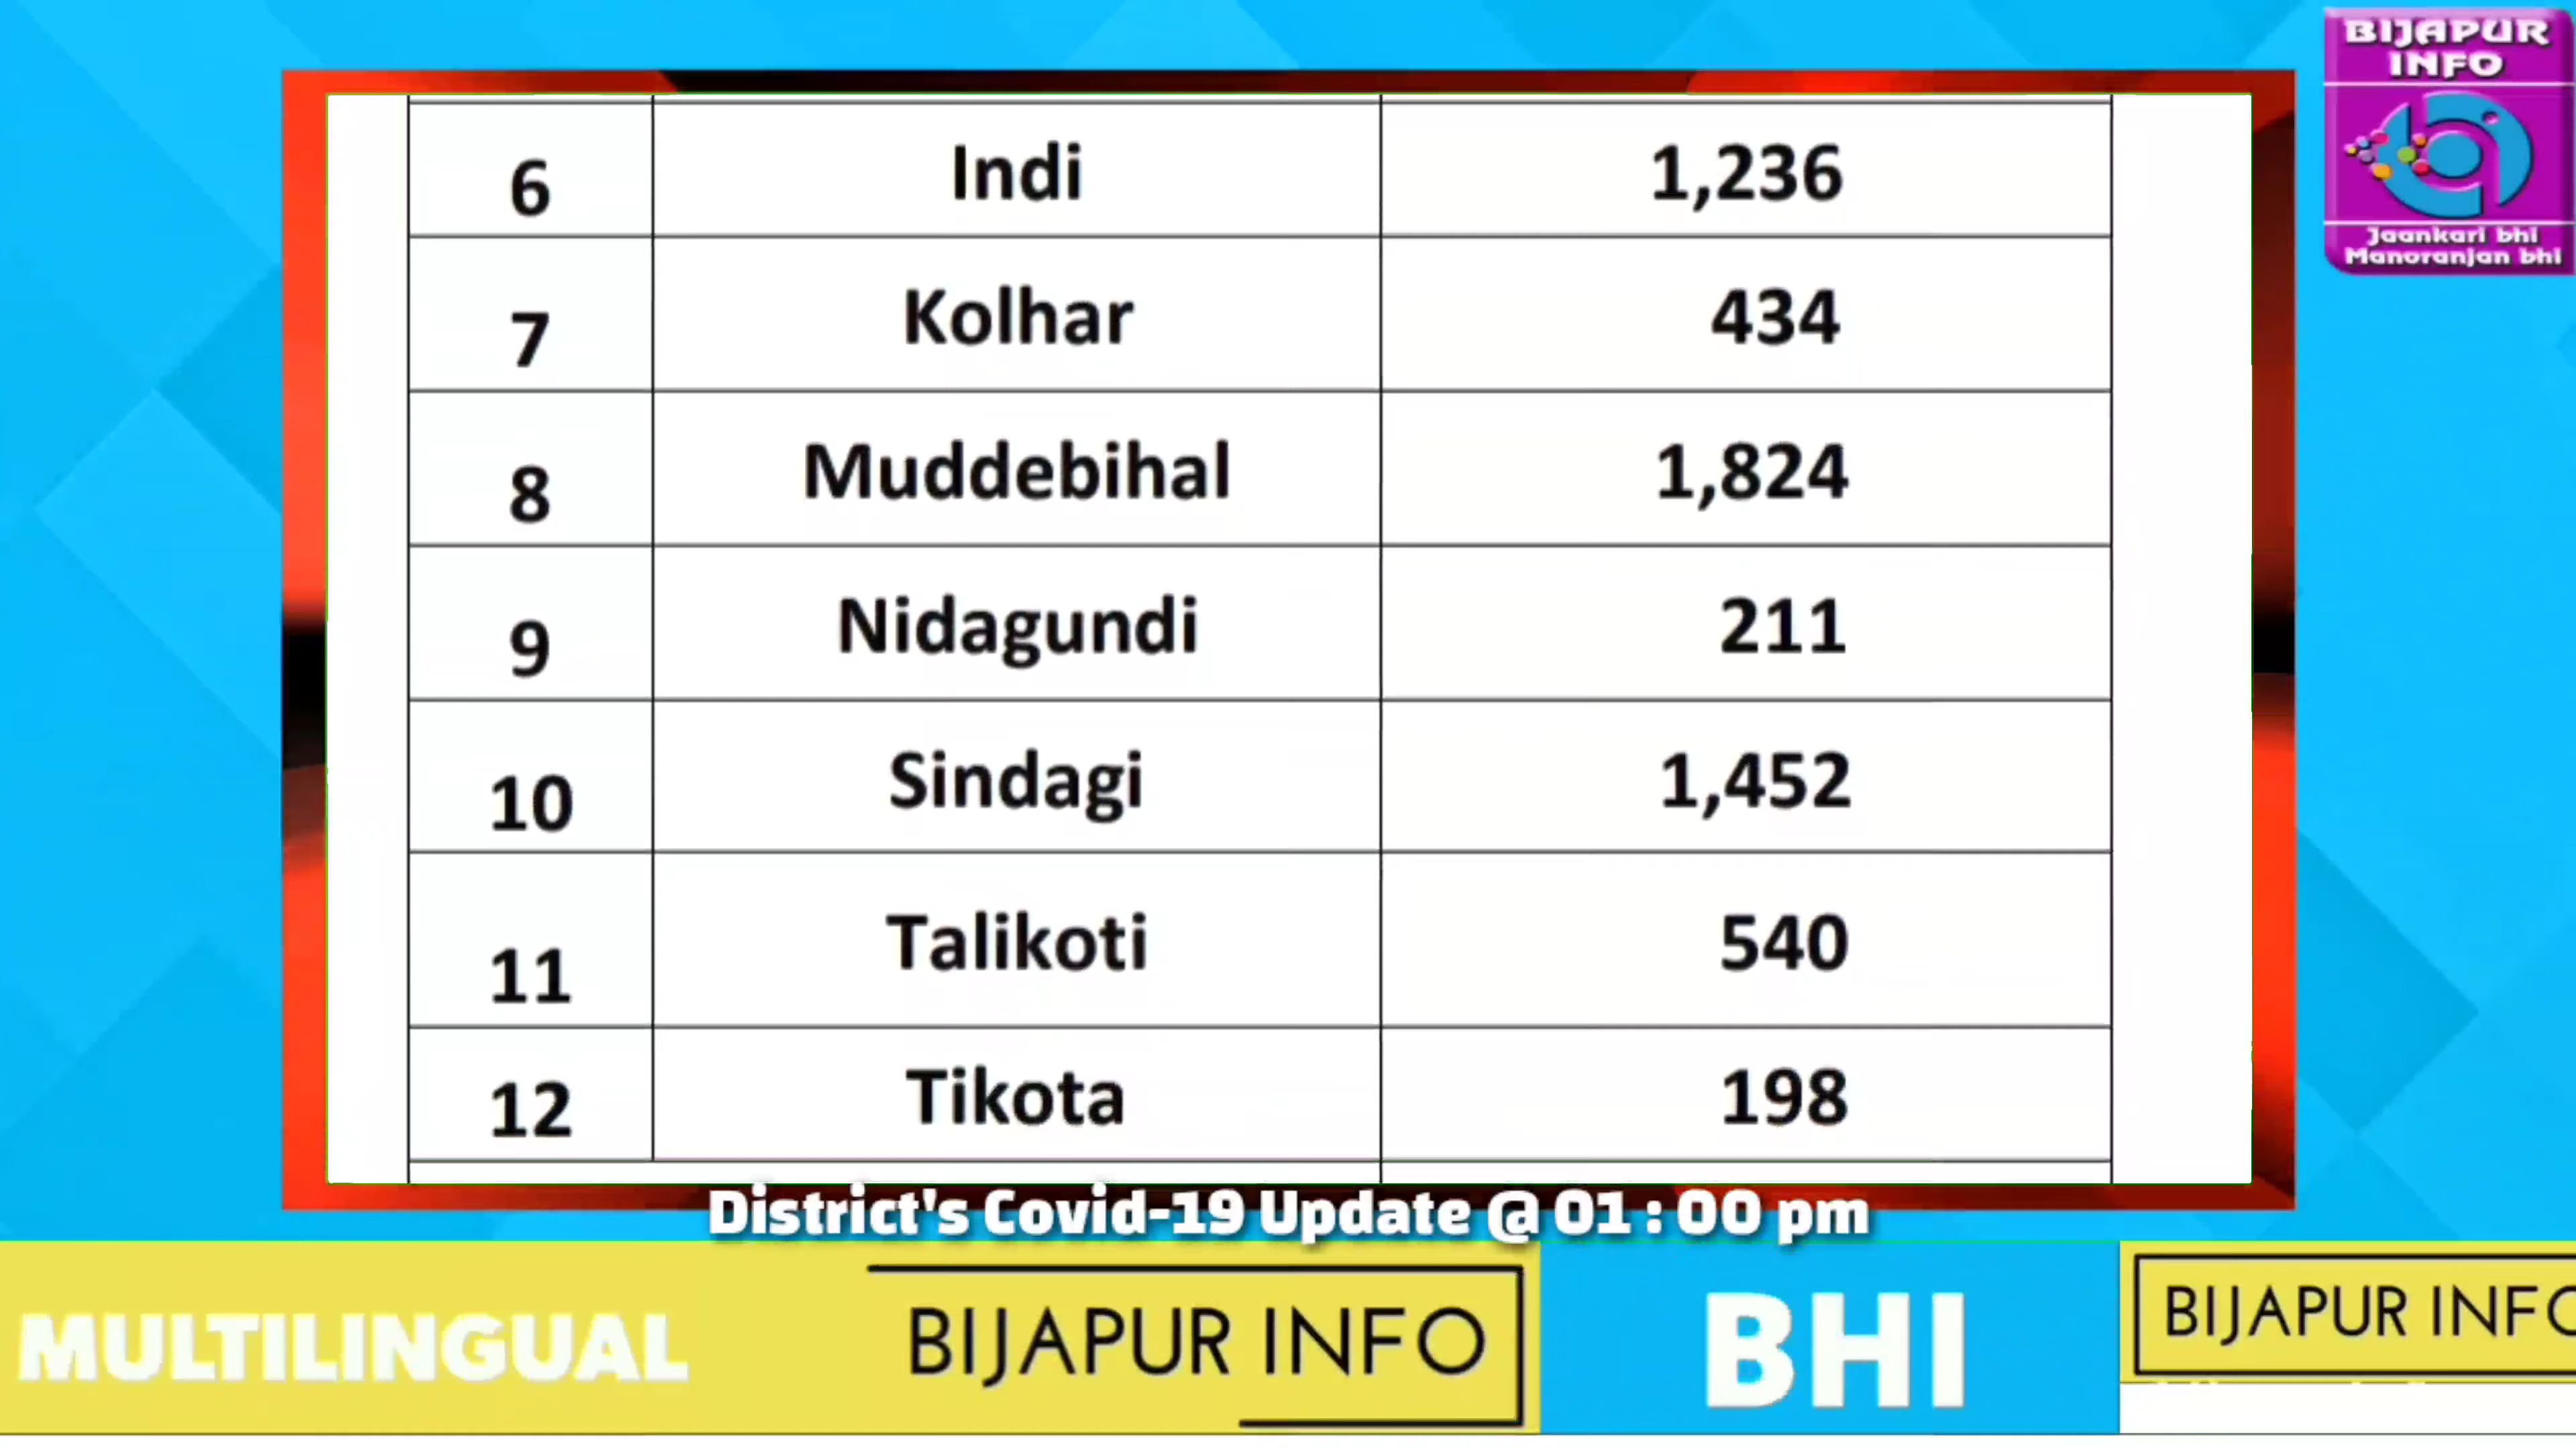 BIJAPUR
INFO
Jaankari bhi
Manoranjan bhi
6 Indi 1,236
7 Kolhar 434
8 Muddebihal 1,824
9 Nidagundi 211
10 Sindagi 1,452
11 Talikoti 540
12 Tikota 198
District's Covid-19 Update @ 01 : 00 pm
MULTILINGUAL BIJAPUR INFO BHI BIJAPUR INFO